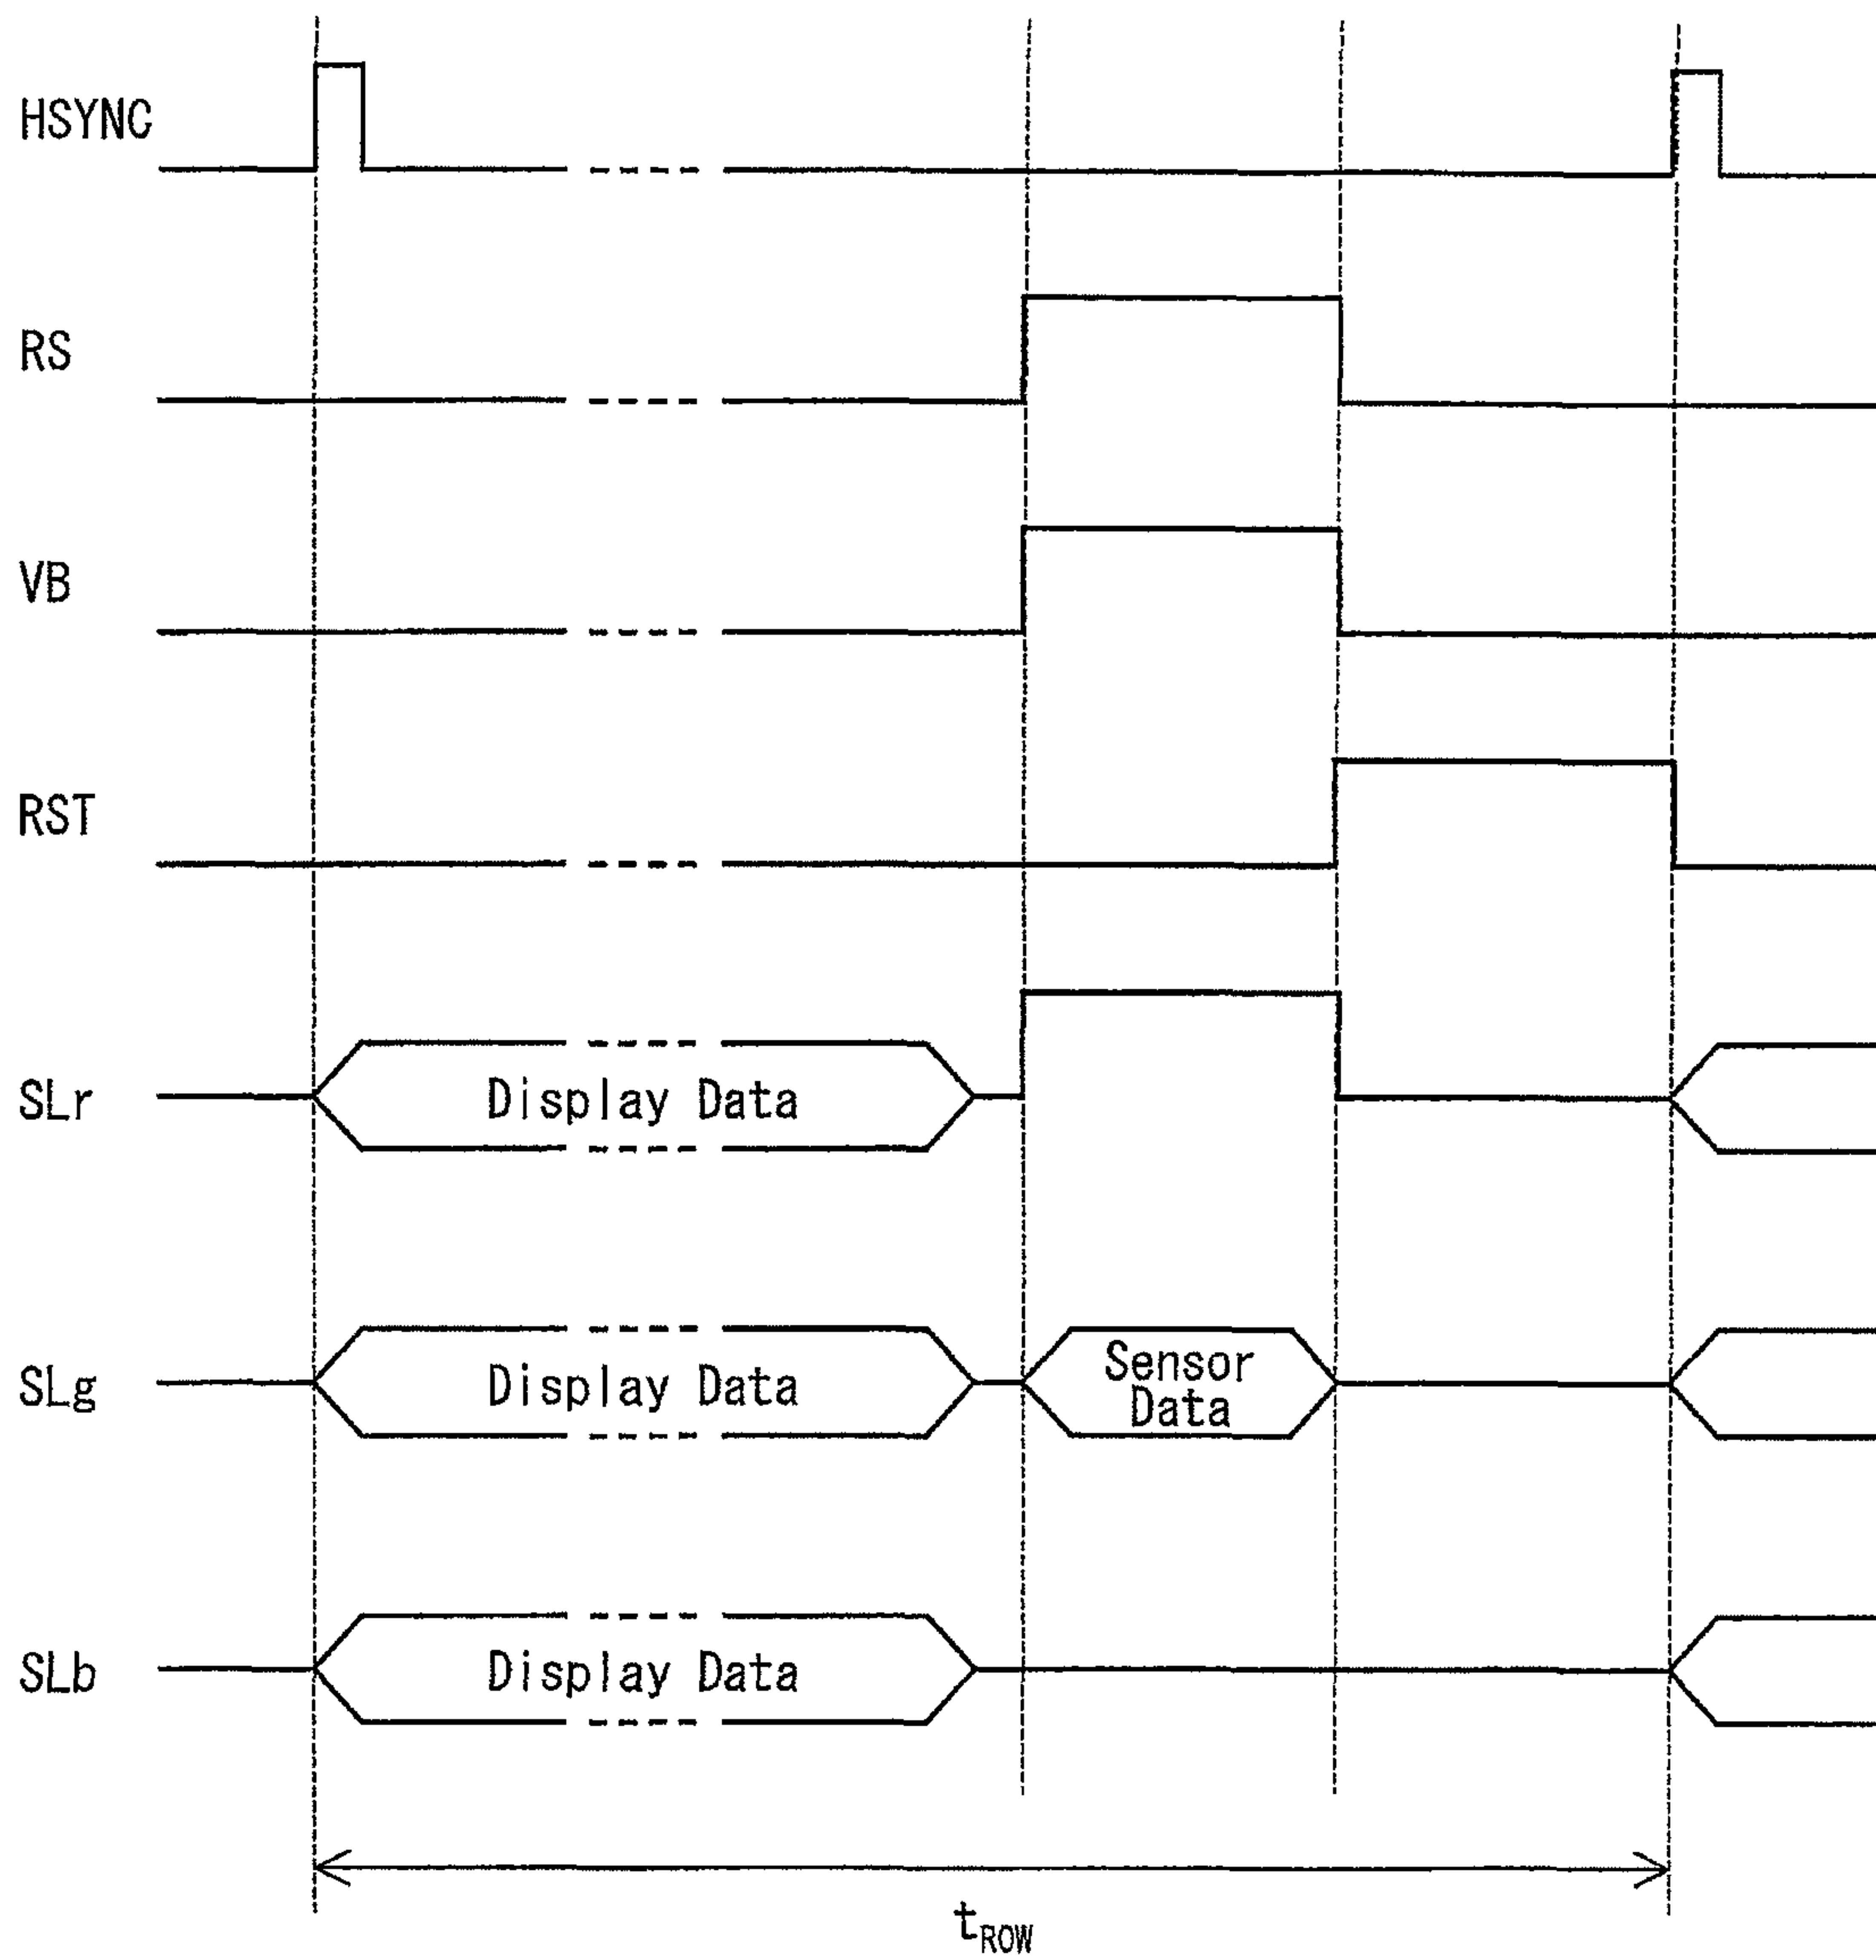 HSYNC
RS
VB
RST
SLr
Display Data
SLg
Display Data
Sensor
Data
SLb
Display Data
tROW